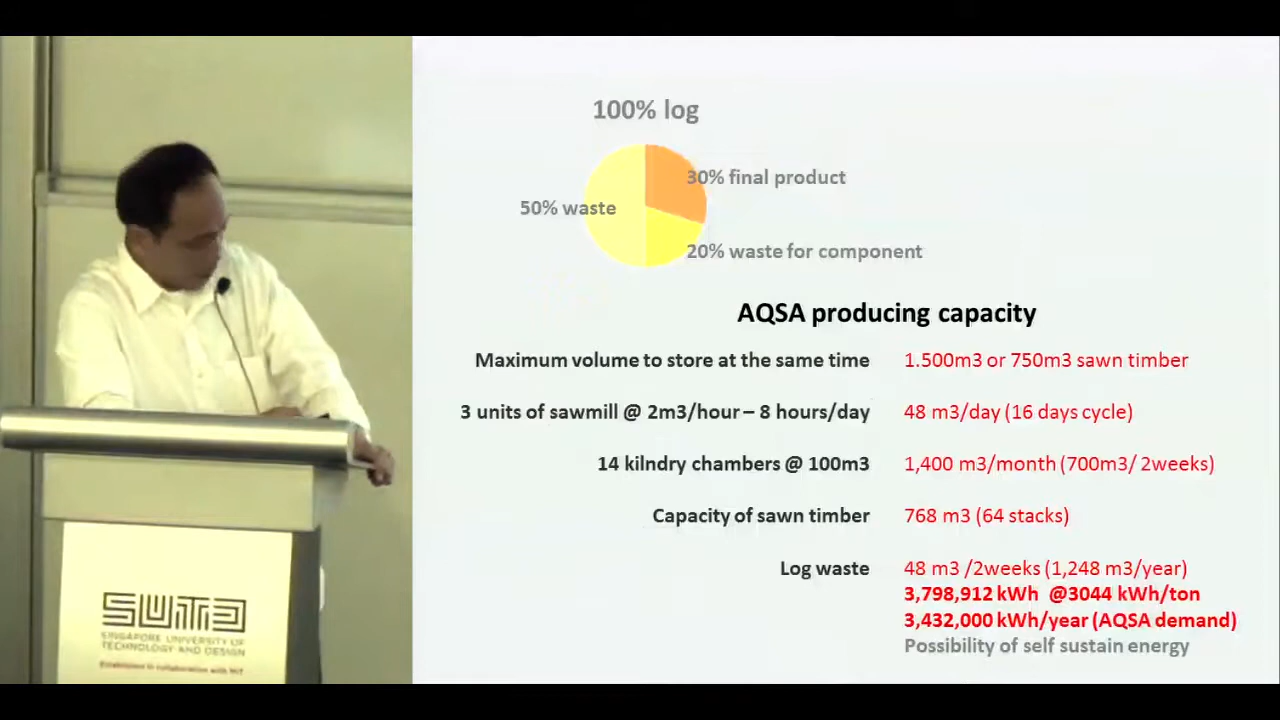 100% log
30% final product
50% waste
20% waste for component
AQSA producing capacity
Maximum volume to store at the same time 1.500m3 or 750m3 sawn timber
3 units of sawmill @ 2m3/hour – 8 hours/day 48 m3/day (16 days cycle)
14 kilndry chambers @ 100m3 1,400 m3/month (700m3/ 2weeks)
Capacity of sawn timber 768 m3 (64 stacks)
Log waste 48 m3 /2weeks (1,248 m3/year)
3,798,912 kWh @3044 kWh/ton
3,432,000 kWh/year (AQSA demand)
Possibility of self sustain energy
SUTD
SINGAPORE UNIVERSITY OF
TECHNOLOGY AND DESIGN
Established in collaboration with MIT